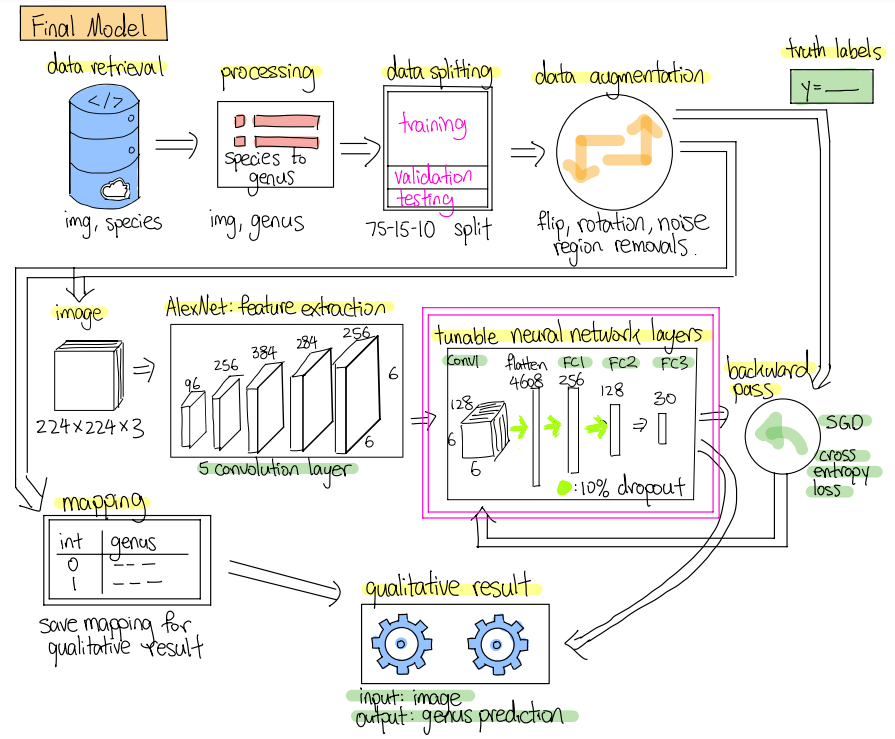 Final Model
data retrieval
</>
img, species
processing
species to
genus
img, genus
data splitting
training
validation
testing
75-15-10 split
data augmentation
flip, rotation, noise
region removals.
truth labels
y = __
image
224 x 224 x 3
AlexNet: feature extraction
96
256
384
284
256
6
6
5 convolution layer
tunable neural network layers
Conv1
flatten
FC1
FC2
FC3
4608
256
128
30
128
6
6
:10% dropout
backward
pass
SGD
cross
entropy
loss
mapping
int genus
0 ---
1 ---
save mapping for
qualitative result
qualitative result
input: image
output: genus prediction